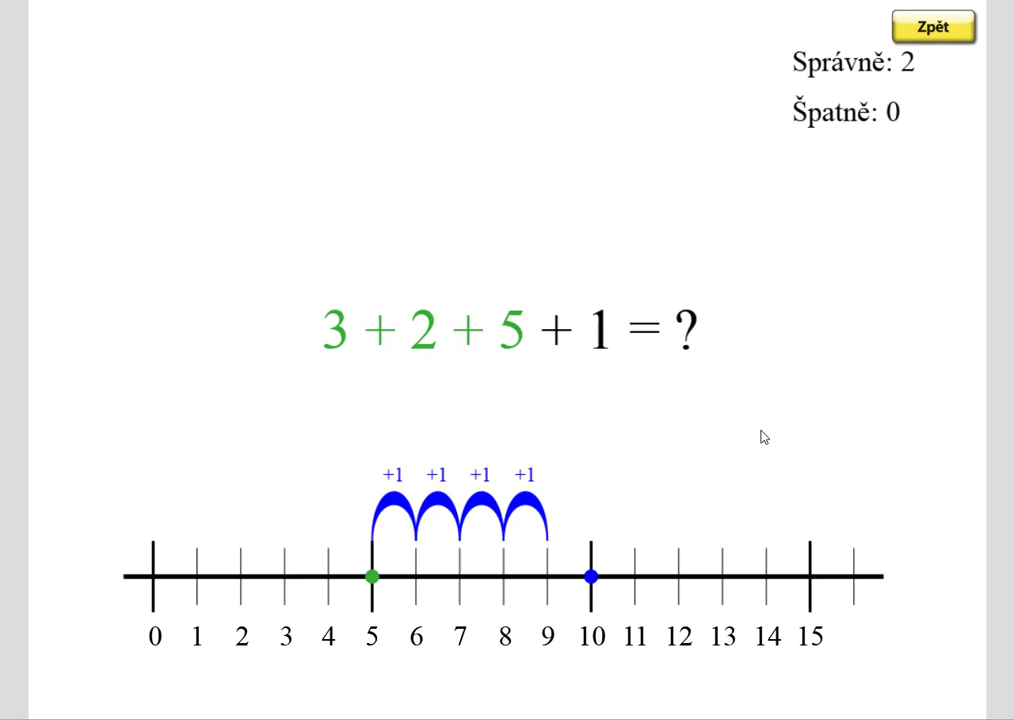 Zpět
Správně: 2
Špatně: 0
3 + 2 + 5 + 1 = ?
+1 +1 +1 +1
0 1 2 3 4 5 6 7 8 9 10 11 12 13 14 15